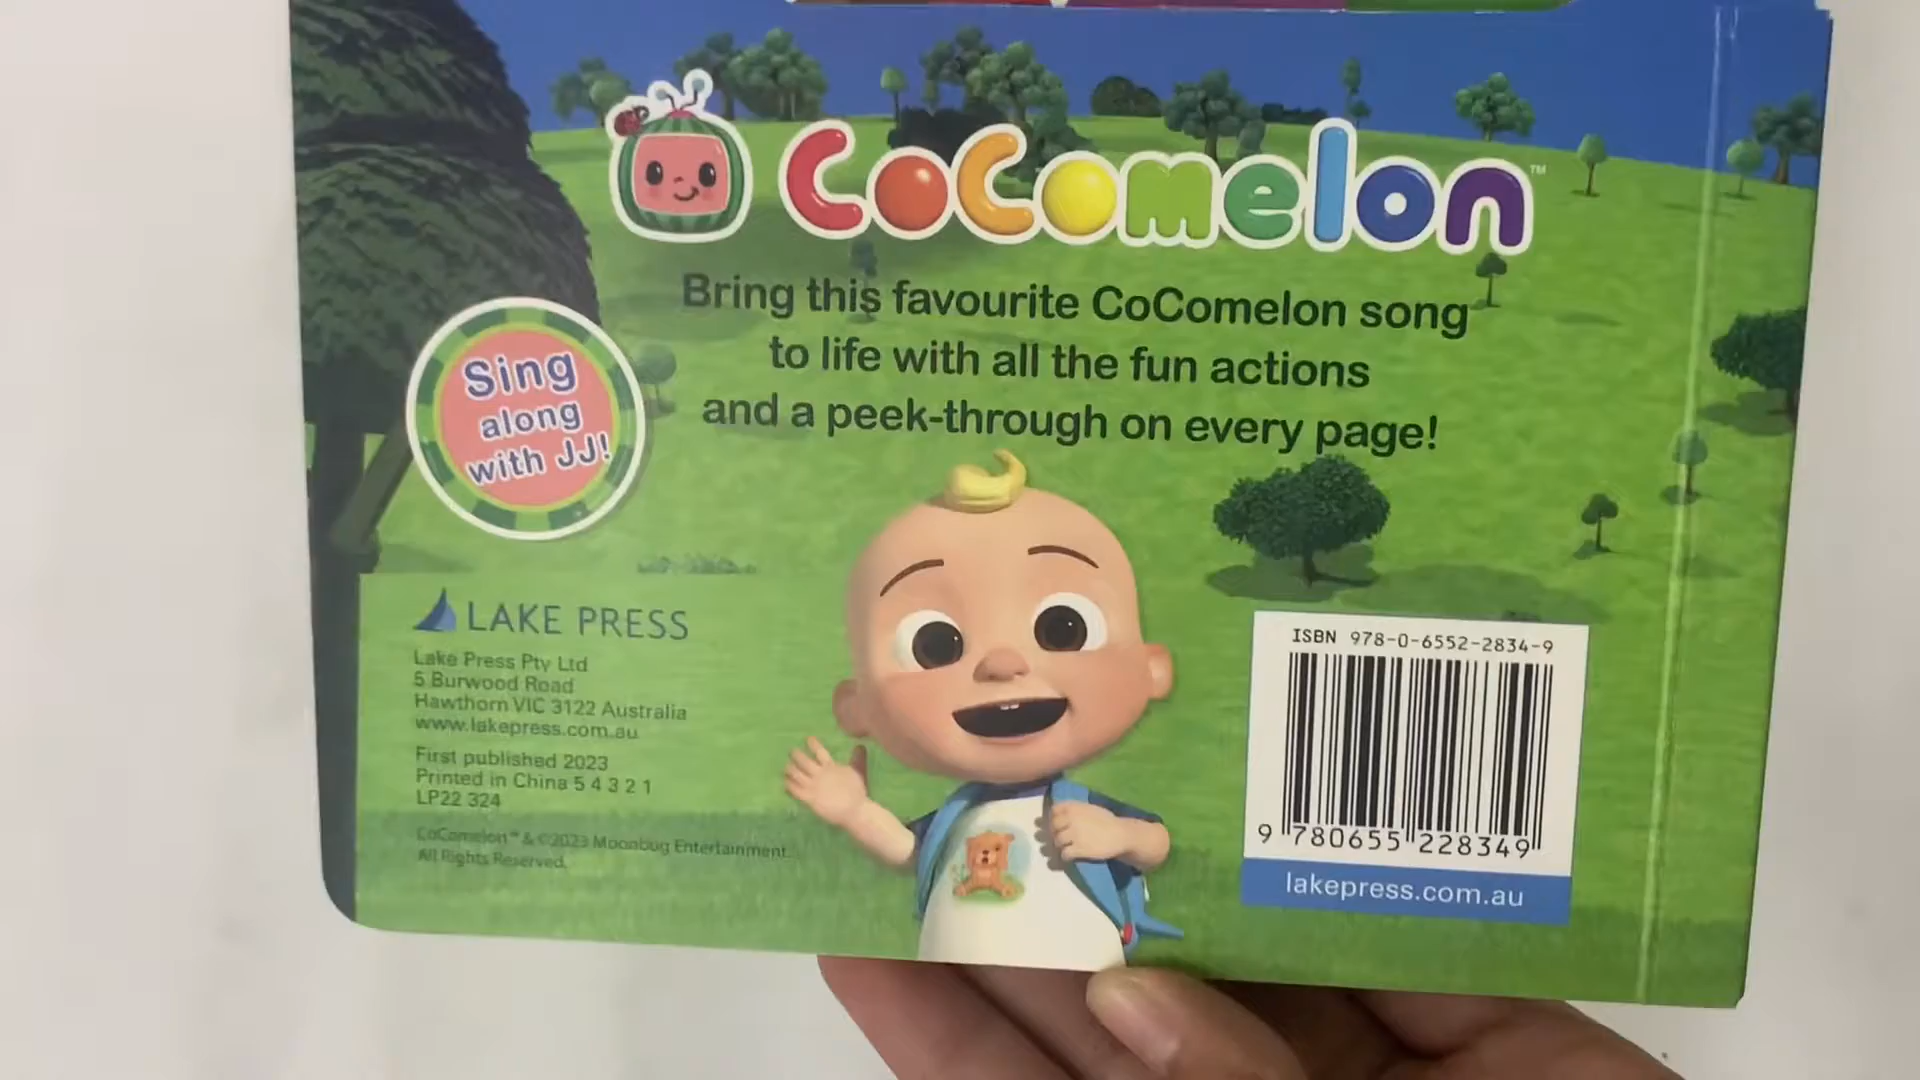 CoComelon™
Bring this favourite CoComelon song
to life with all the fun actions
and a peek-through on every page!
Sing
along
with JJ!
LAKE PRESS
Lake Press Pty Ltd
5 Burwood Road
Hawthorn VIC 3122 Australia
www.lakepress.com.au
First published 2023
Printed in China 5 4 3 2 1
LP22 324
CoComelon™ & ©2023 Moonbug Entertainment.
All Rights Reserved.
ISBN 978-0-6552-2834-9
9 780655 228349
lakepress.com.au